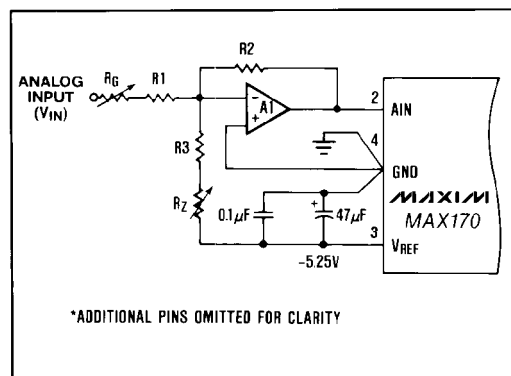 R2
ANALOG
INPUT
(VIN)
RG
R1
A1
−
+
2
AIN
4
R3
GND
MAXIM
MAX170
RZ
0.1µF
+
47µF
3
VREF
−5.25V
*ADDITIONAL PINS OMITTED FOR CLARITY